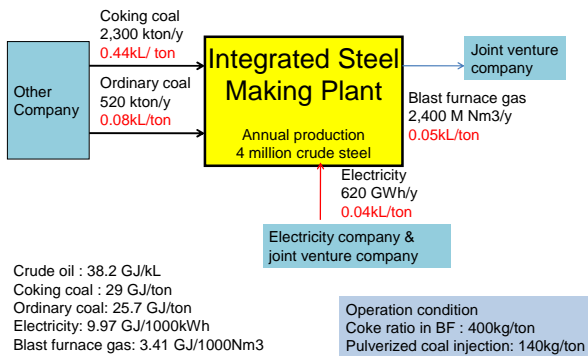 Coking coal
2,300 kton/y
0.44kL/ ton
Ordinary coal
520 kton/y
0.08kL/ton
Other
Company
Integrated Steel
Making Plant
Annual production
4 million crude steel
Joint venture
company
Blast furnace gas
2,400 M Nm3/y
0.05kL/ton
Electricity
620 GWh/y
0.04kL/ton
Electricity company &
joint venture company
Crude oil : 38.2 GJ/kL
Coking coal : 29 GJ/ton
Ordinary coal: 25.7 GJ/ton
Electricity: 9.97 GJ/1000kWh
Blast furnace gas: 3.41 GJ/1000Nm3
Operation condition
Coke ratio in BF : 400kg/ton
Pulverized coal injection: 140kg/ton